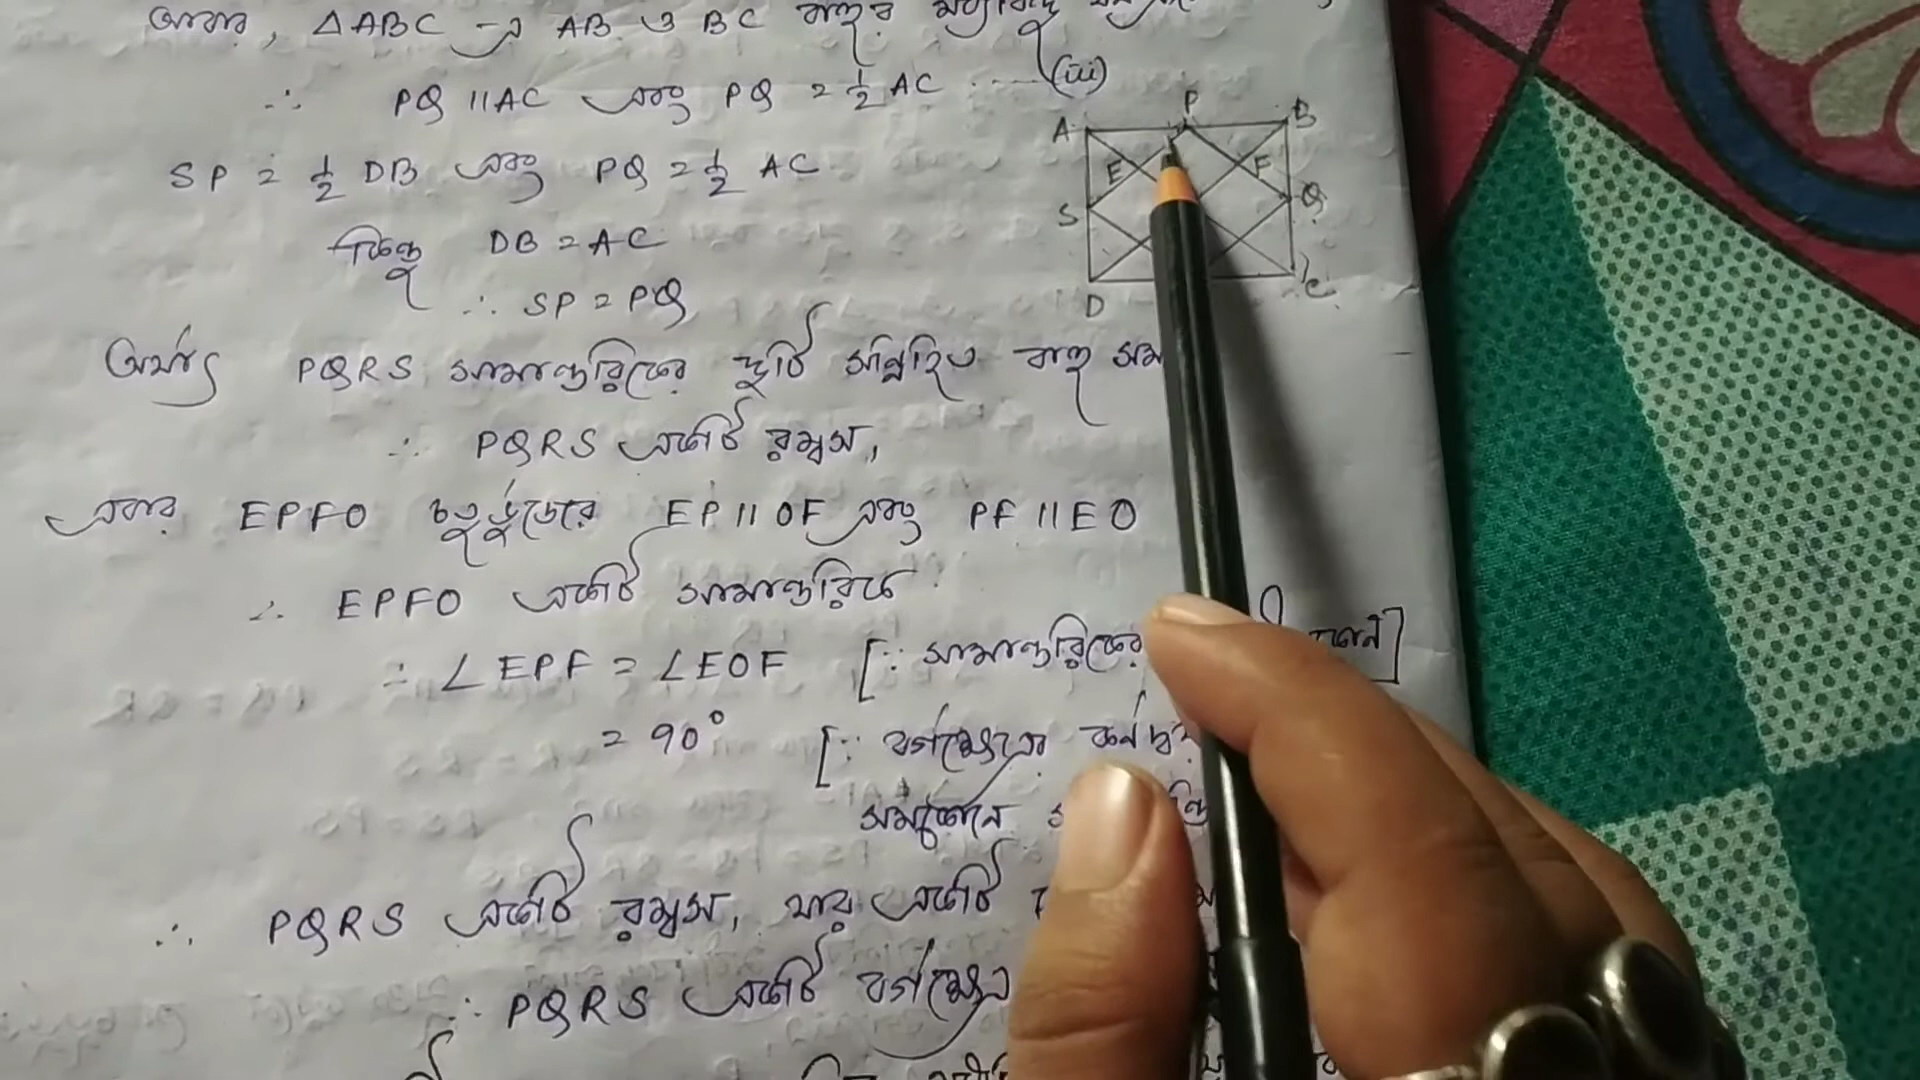 আবার, △ABC -এ AB ও BC বাহুর মধ্যবিন্দু
∴ PQ ॥ AC এবং PQ = ½ AC ...... (iii)
SP = ½ DB এবং PQ = ½ AC
কিন্তু DB = AC
∴ SP = PQ
A P B
E F
S Q
D C
অর্থাৎ PQRS সামান্তরিকের দুটি সন্নিহিত বাহু
∴ PQRS একটি রম্বস,
এবার EPFO চতুর্ভুজের EP ॥ OF এবং PF ॥ EO
∴ EPFO একটি সামান্তরিক
∴ ∠EPF = ∠EOF [∵ সামান্তরিকের কোণ]
= 90° [∵ বর্গক্ষেত্রের কর্ণদ্বয়
সমকোণে
∴ PQRS একটি রম্বস, যার একটি
∴ PQRS একটি বর্গক্ষেত্র